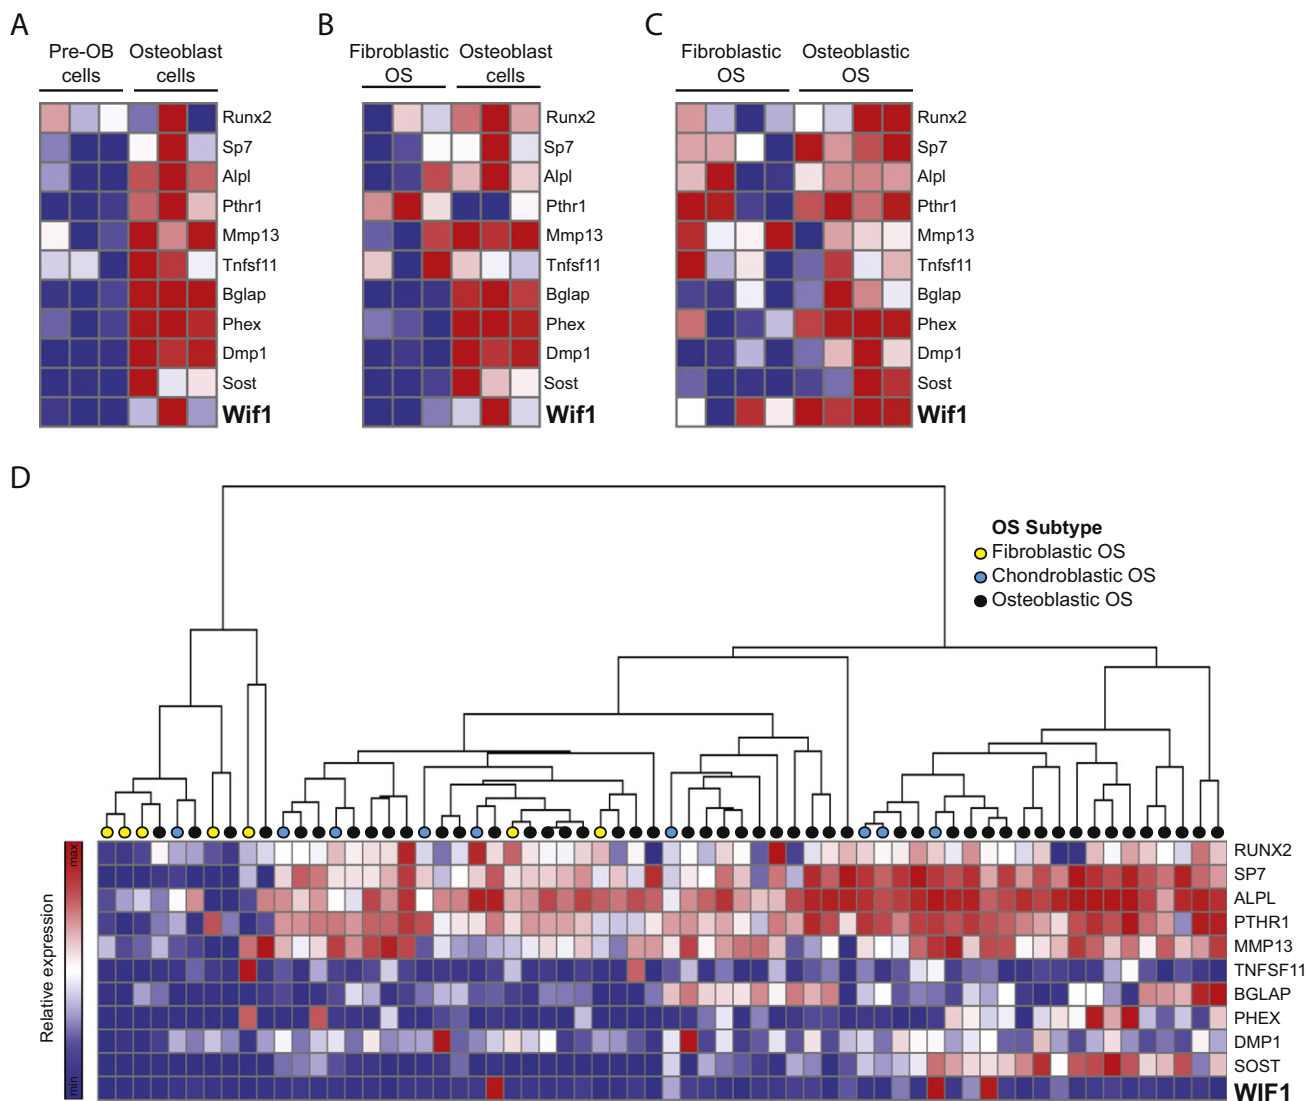 A
Pre-OB cells
Osteoblast cells
Runx2
Sp7
Alpl
Pthr1
Mmp13
Tnfsf11
Bglap
Phex
Dmp1
Sost
Wif1
B
Fibroblastic OS
Osteoblast cells
Runx2
Sp7
Alpl
Pthr1
Mmp13
Tnfsf11
Bglap
Phex
Dmp1
Sost
Wif1
C
Fibroblastic OS
Osteoblastic OS
Runx2
Sp7
Alpl
Pthr1
Mmp13
Tnfsf11
Bglap
Phex
Dmp1
Sost
Wif1
D
OS Subtype
Fibroblastic OS
Chondroblastic OS
Osteoblastic OS
Relative expression
max
min
RUNX2
SP7
ALPL
PTHR1
MMP13
TNFSF11
BGLAP
PHEX
DMP1
SOST
WIF1